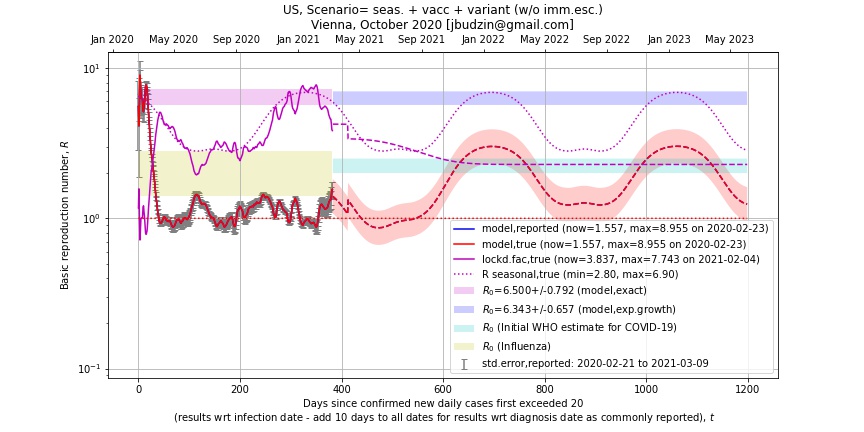 US, Scenario= seas. + vacc + variant (w/o imm.esc.)
Vienna, October 2020 [jbudzin@gmail.com]
Jan 2020 May 2020 Sep 2020 Jan 2021 May 2021 Sep 2021 Jan 2022 May 2022 Sep 2022 Jan 2023 May 2023
10¹
10⁰
10⁻¹
Basic reproduction number, R
model,reported (now=1.557, max=8.955 on 2020-02-23)
model,true (now=1.557, max=8.955 on 2020-02-23)
lockd.fac,true (now=3.837, max=7.743 on 2021-02-04)
R seasonal,true (min=2.80, max=6.90)
R₀=6.500+/-0.792 (model,exact)
R₀=6.343+/-0.657 (model,exp.growth)
R₀ (Initial WHO estimate for COVID-19)
R₀ (Influenza)
std.error,reported: 2020-02-21 to 2021-03-09
0 200 400 600 800 1000 1200
Days since confirmed new daily cases first exceeded 20
(results wrt infection date - add 10 days to all dates for results wrt diagnosis date as commonly reported), t